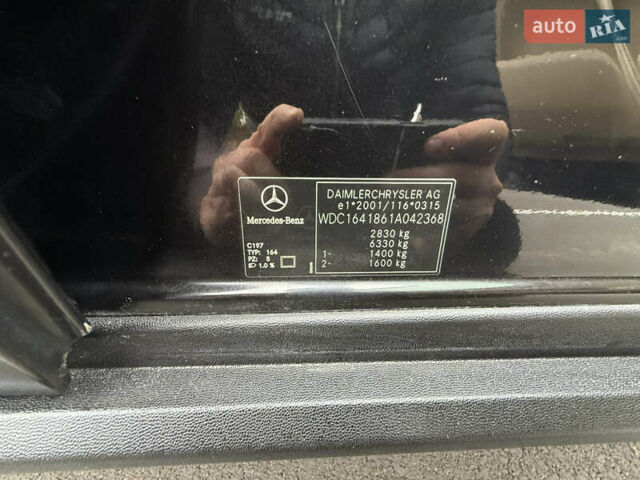 auto RIA.com
DAIMLERCHRYSLER AG
e1*2001/116*0315
WDC1641861A042368
2830 kg
6330 kg
1- 1400 kg
2- 1600 kg
Mercedes-Benz
C197
TYP: 164
PZ: 5
1.0 %